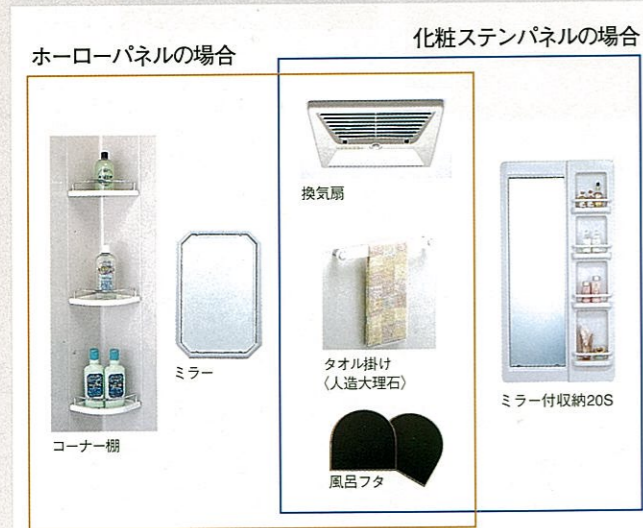 ホーローパネルの場合
化粧ステンパネルの場合
換気扇
ミラー
タオル掛け
〈人造大理石〉
ミラー付収納20S
コーナー棚
風呂フタ